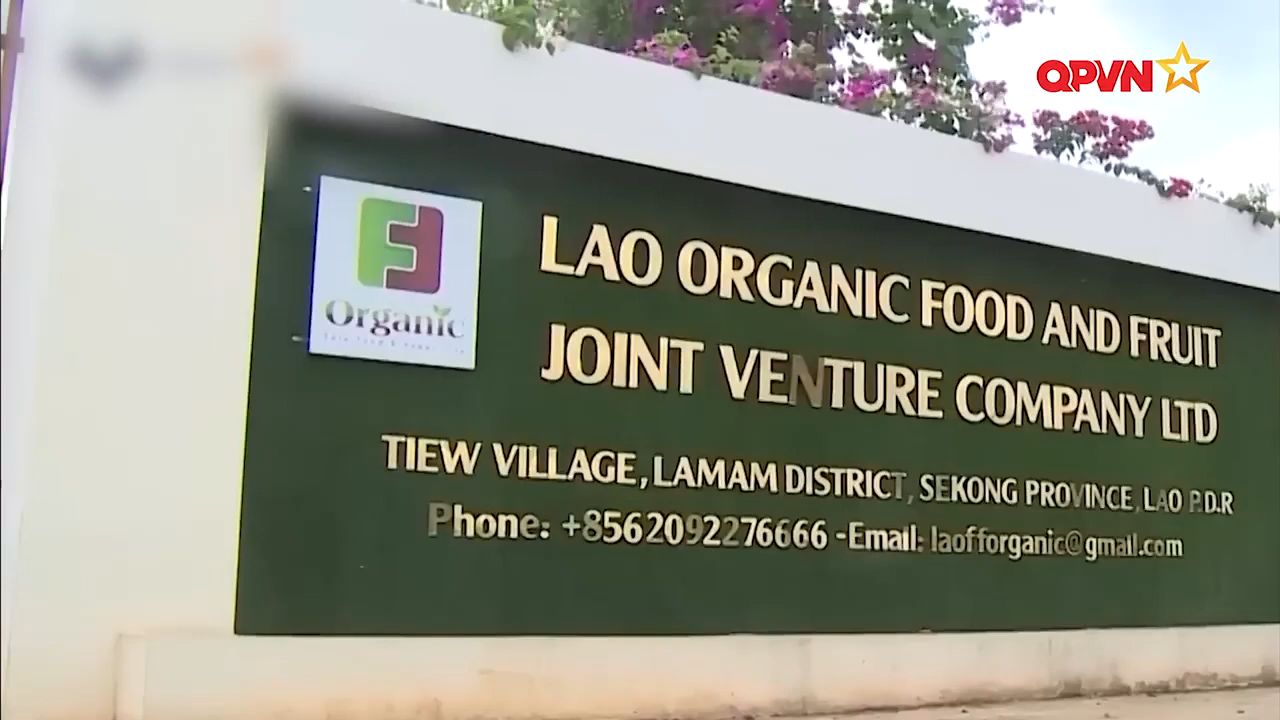 QPVN
Organic
LAO ORGANIC FOOD AND FRUIT
JOINT VENTURE COMPANY LTD
TIEW VILLAGE, LAMAM DISTRICT, SEKONG PROVINCE, LAO P.D.R
Phone: +8562092276666 - Email: laofforganic@gmail.com